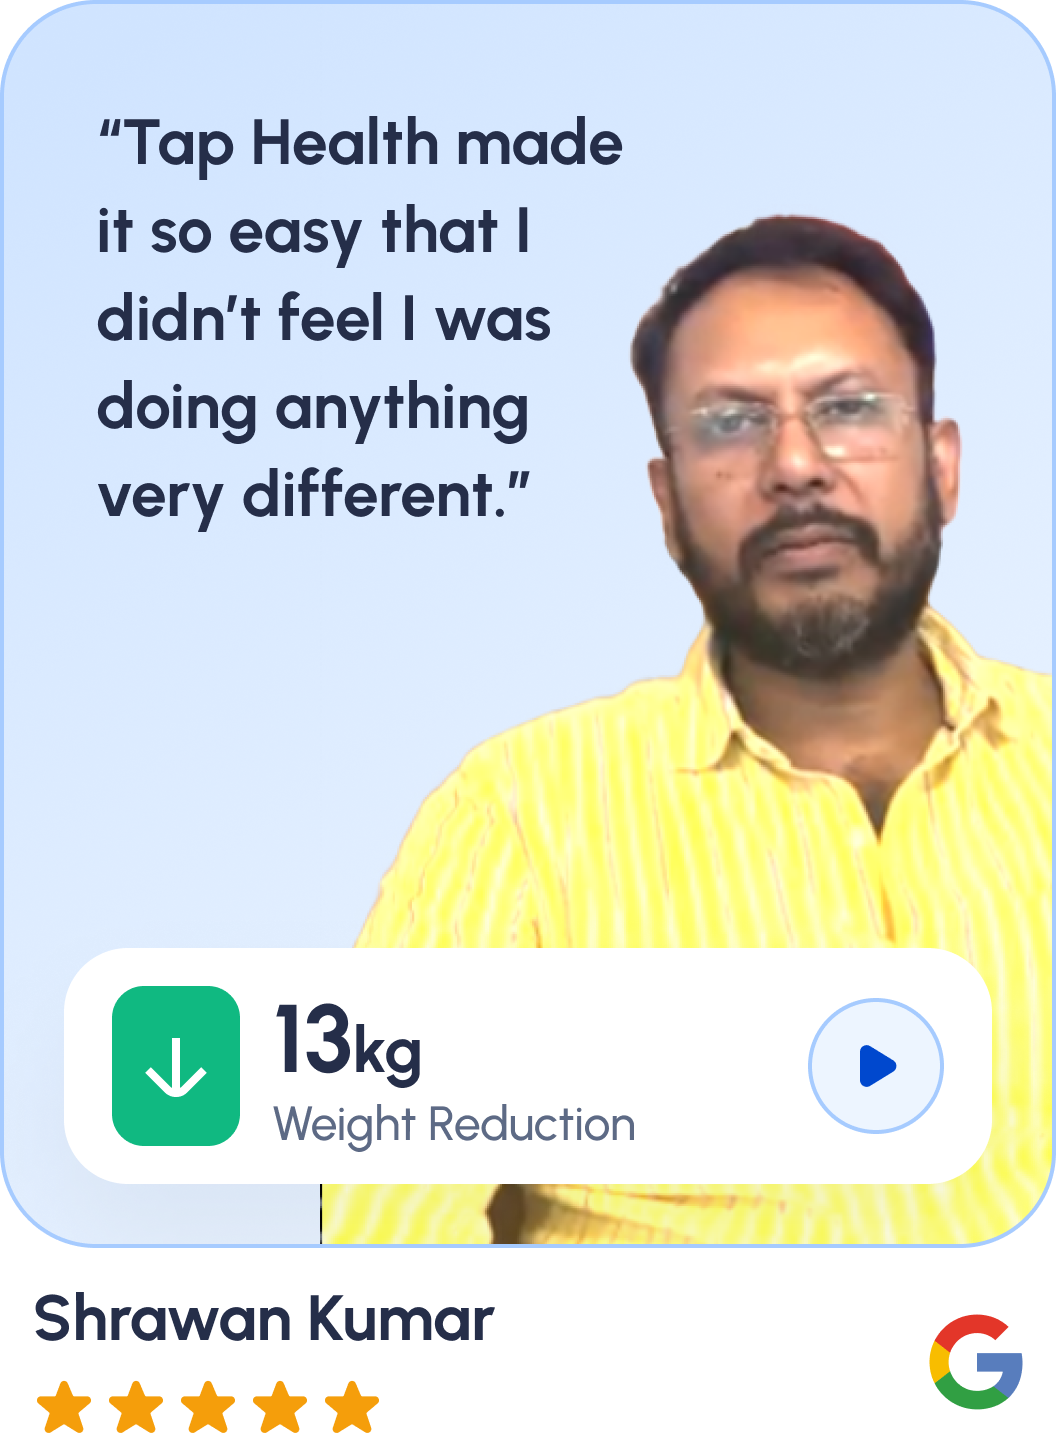 “Tap Health made
it so easy that I
didn’t feel I was
doing anything
very different.”
13kg
Weight Reduction
Shrawan Kumar